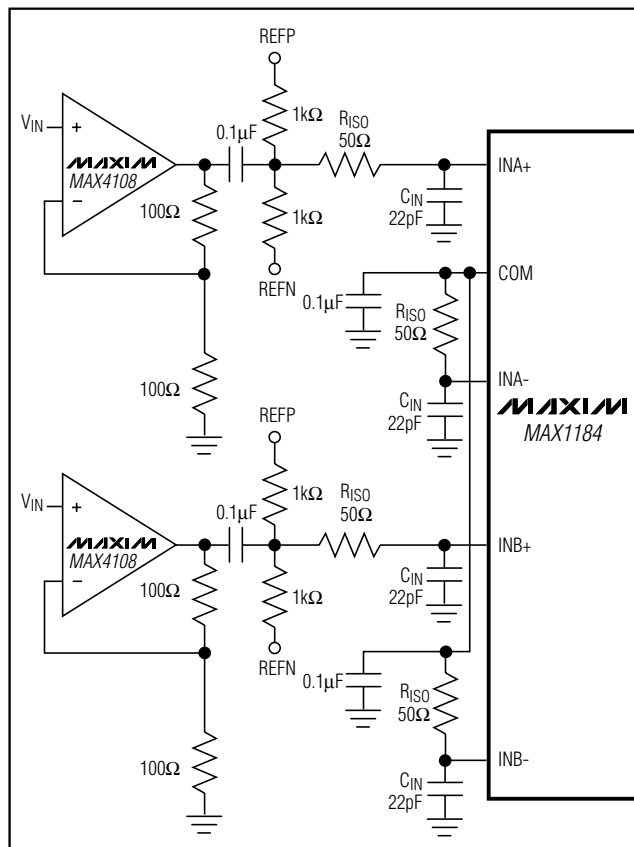 REFP
V_IN
+
MAXIM
MAX4108
−
0.1µF
1kΩ
R_ISO
50Ω
INA+
100Ω
1kΩ
C_IN
22pF
REFN
COM
0.1µF
R_ISO
50Ω
100Ω
INA-
C_IN
22pF
MAXIM
MAX1184
REFP
V_IN
+
MAXIM
MAX4108
−
0.1µF
1kΩ
R_ISO
50Ω
INB+
100Ω
1kΩ
C_IN
22pF
REFN
0.1µF
R_ISO
50Ω
100Ω
INB-
C_IN
22pF